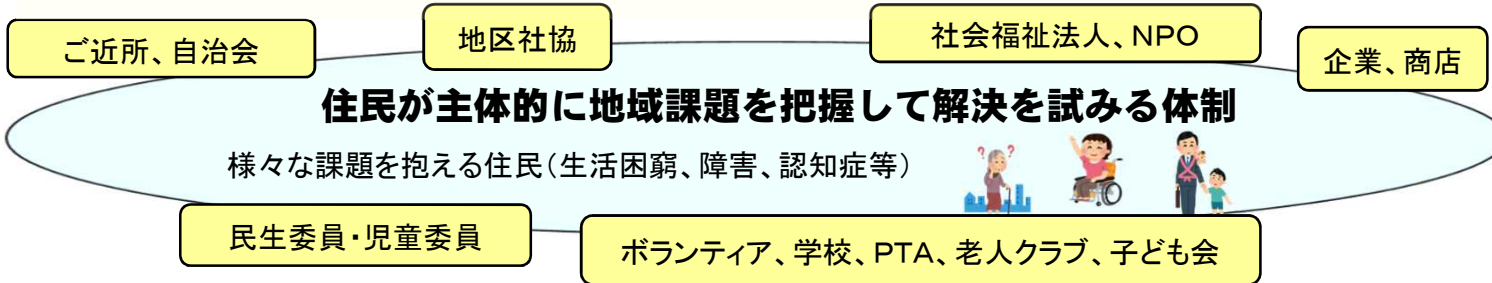 ご近所、自治会
地区社協
社会福祉法人、NPO
企業、商店
住民が主体的に地域課題を把握して解決を試みる体制
様々な課題を抱える住民（生活困窮、障害、認知症等）
??
民生委員・児童委員
ボランティア、学校、PTA、老人クラブ、子ども会